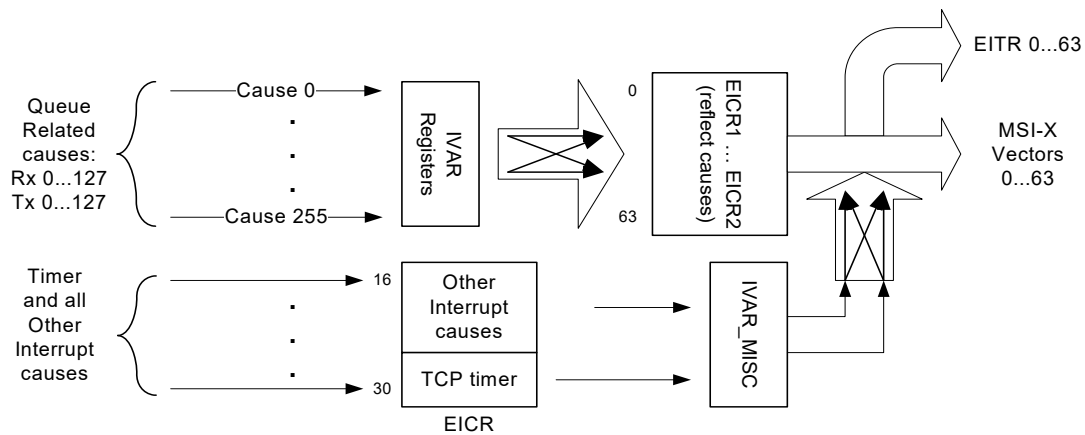 EITR 0...63
Queue
Related
causes:
Rx 0...127
Tx 0...127
Cause 0
Cause 255
IVAR
Registers
0
63
EICR1 ... EICR2
(reflect causes)
MSI-X
Vectors
0...63
Timer
and all
Other
Interrupt
causes
16
30
Other
Interrupt
causes
TCP timer
EICR
IVAR_MISC